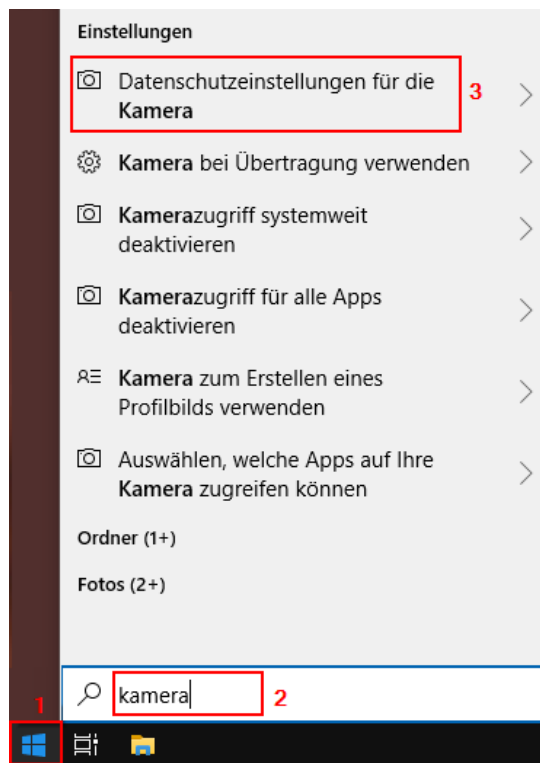 Einstellungen
Datenschutzeinstellungen für die
Kamera
3
Kamera bei Übertragung verwenden
Kamerazugriff systemweit
deaktivieren
Kamerazugriff für alle Apps
deaktivieren
Kamera zum Erstellen eines
Profilbilds verwenden
Auswählen, welche Apps auf Ihre
Kamera zugreifen können
Ordner (1+)
Fotos (2+)
kamera
2
1